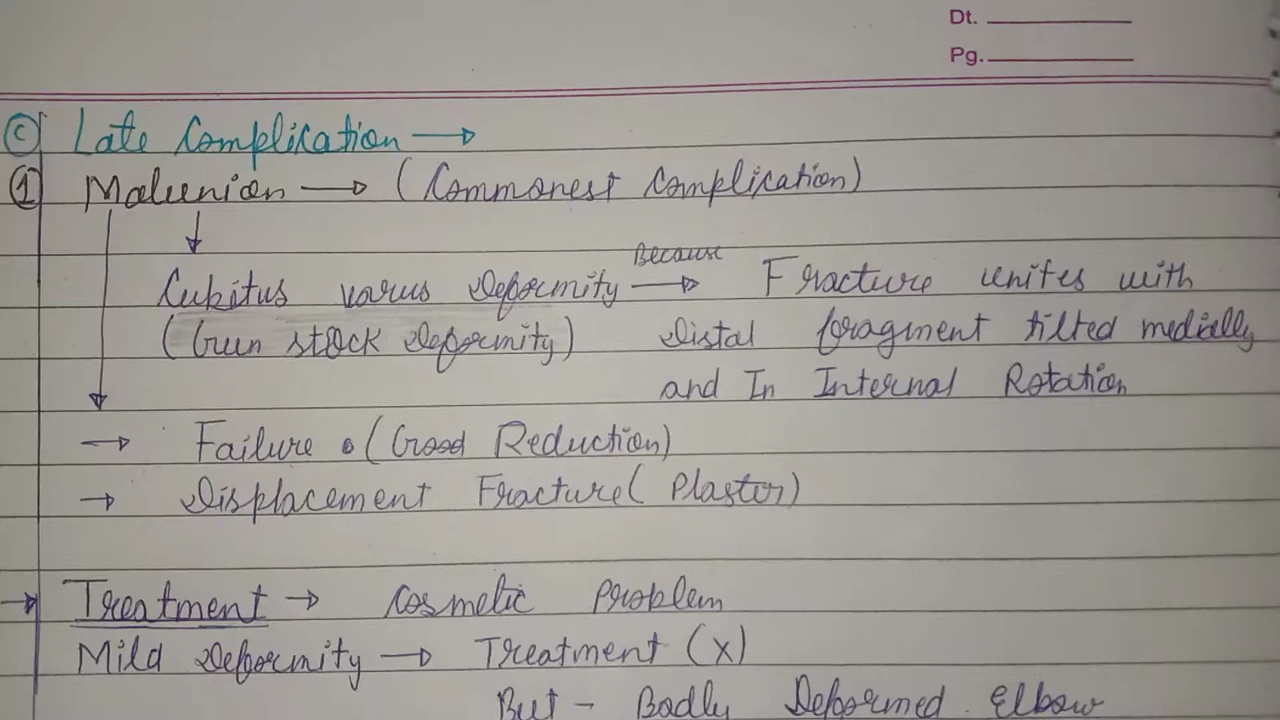 Dt.
Pg.
Ⓒ Late Complication →
① Malunion → (Commonest Complication)
Cubitus varus Deformity Because → Fracture unites with
(Gun stock Deformity) distal fragment tilted medially
and In Internal Rotation
→ Failure • (Good Reduction)
→ Displacement Fracture (Plaster)
→ Treatment → Cosmetic Problem
Mild Deformity → Treatment (x)
But - Badly Deformed Elbow